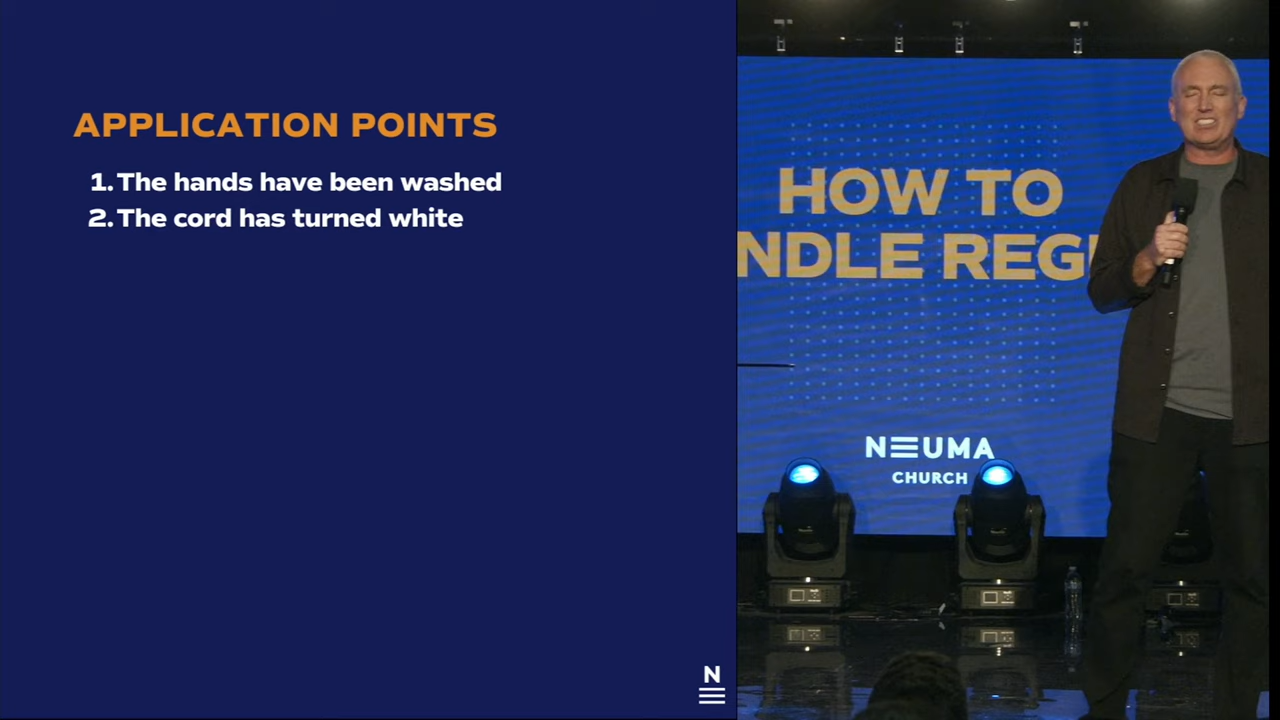 APPLICATION POINTS
1. The hands have been washed
2. The cord has turned white
N
HOW TO
NDLE REG
NEUMA
CHURCH